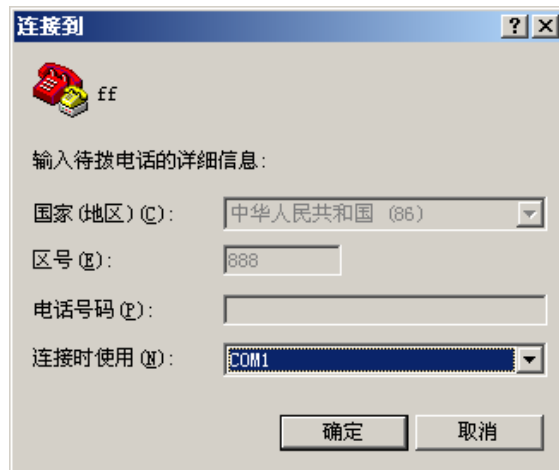 连接到
ff
输入待拨电话的详细信息:
国家(地区)(C): 中华人民共和国 (86)
区号(E): 888
电话号码(P):
连接时使用(N): COM1
确定 取消